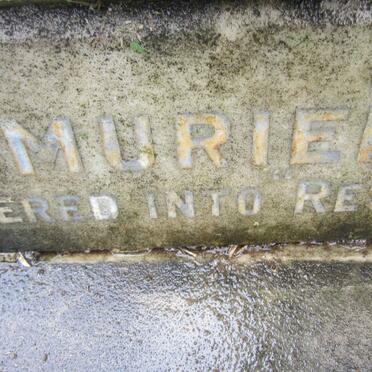 MURIE
ERED INTO "RE